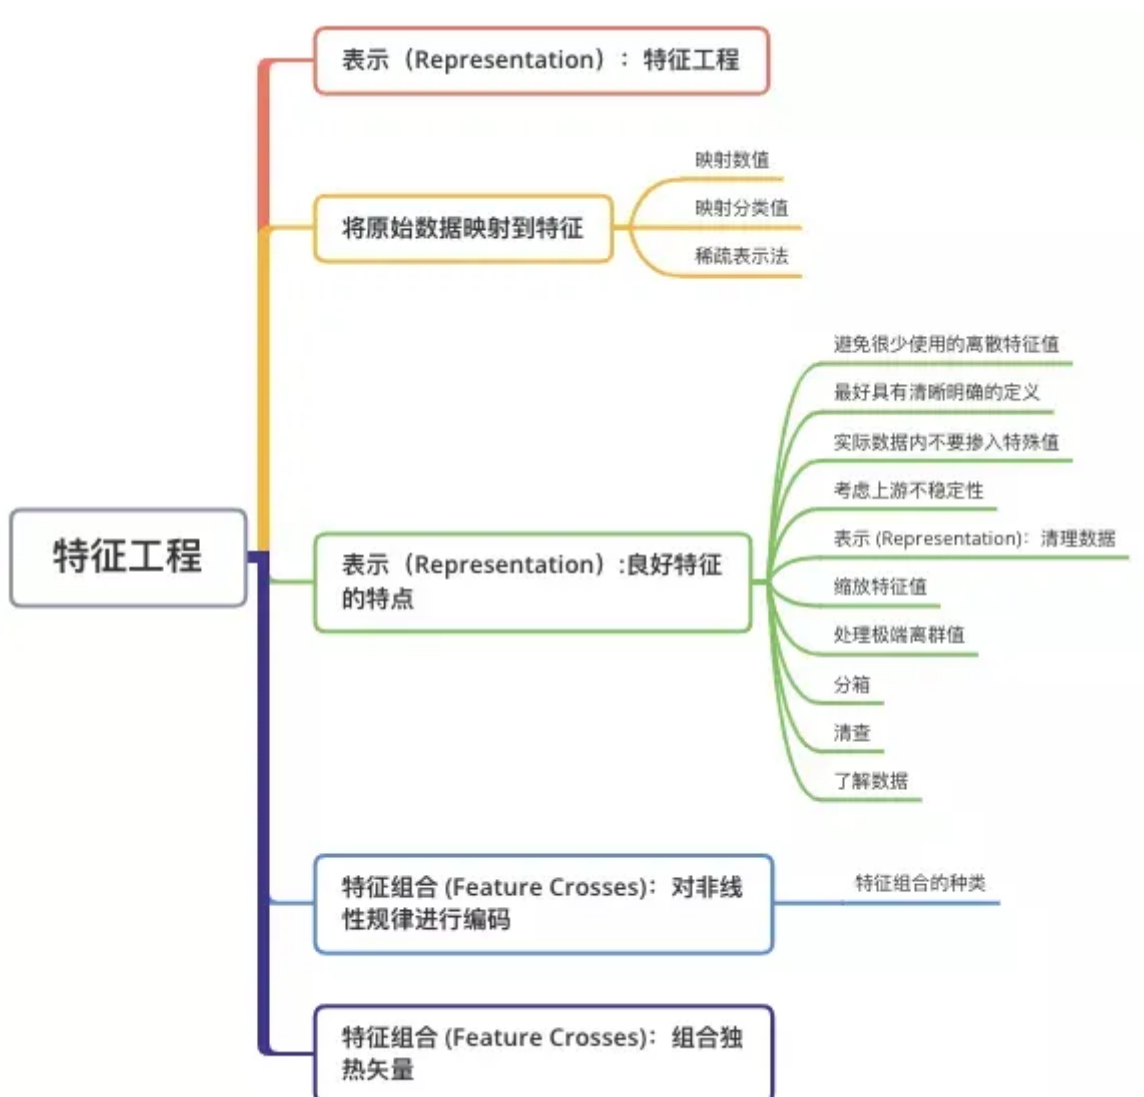 表示（Representation）：特征工程
映射数值
映射分类值
将原始数据映射到特征
稀疏表示法
避免很少使用的离散特征值
最好具有清晰明确的定义
实际数据内不要掺入特殊值
考虑上游不稳定性
表示 (Representation)：清理数据
特征工程
表示（Representation）:良好特征
的特点
缩放特征值
处理极端离群值
分箱
清查
了解数据
特征组合 (Feature Crosses)：对非线
性规律进行编码
特征组合的种类
特征组合 (Feature Crosses)：组合独
热矢量